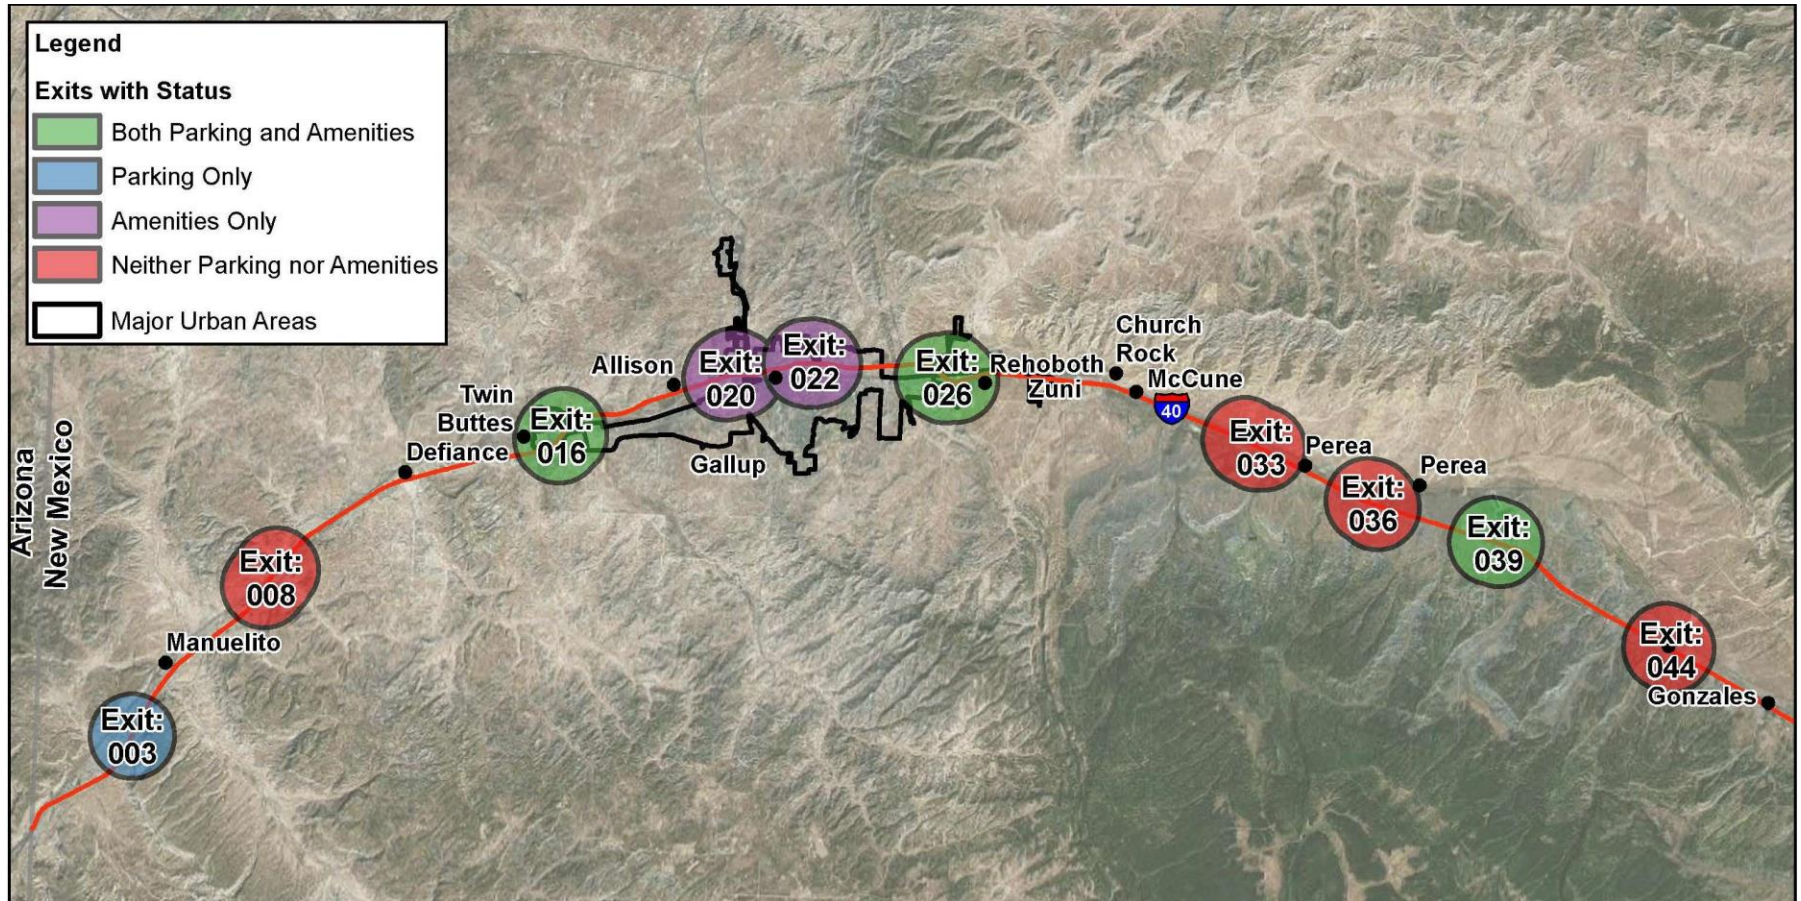 Legend
Exits with Status
Both Parking and Amenities
Parking Only
Amenities Only
Neither Parking nor Amenities
Major Urban Areas
Arizona
New Mexico
Exit:
003
Manuelito
Exit:
008
Defiance
Twin
Buttes
Exit:
016
Allison
Exit:
020
Exit:
022
Gallup
Exit:
026
Rehoboth
Zuni
Church
Rock
McCune
40
Exit:
033
Perea
Exit:
036
Perea
Exit:
039
Exit:
044
Gonzales